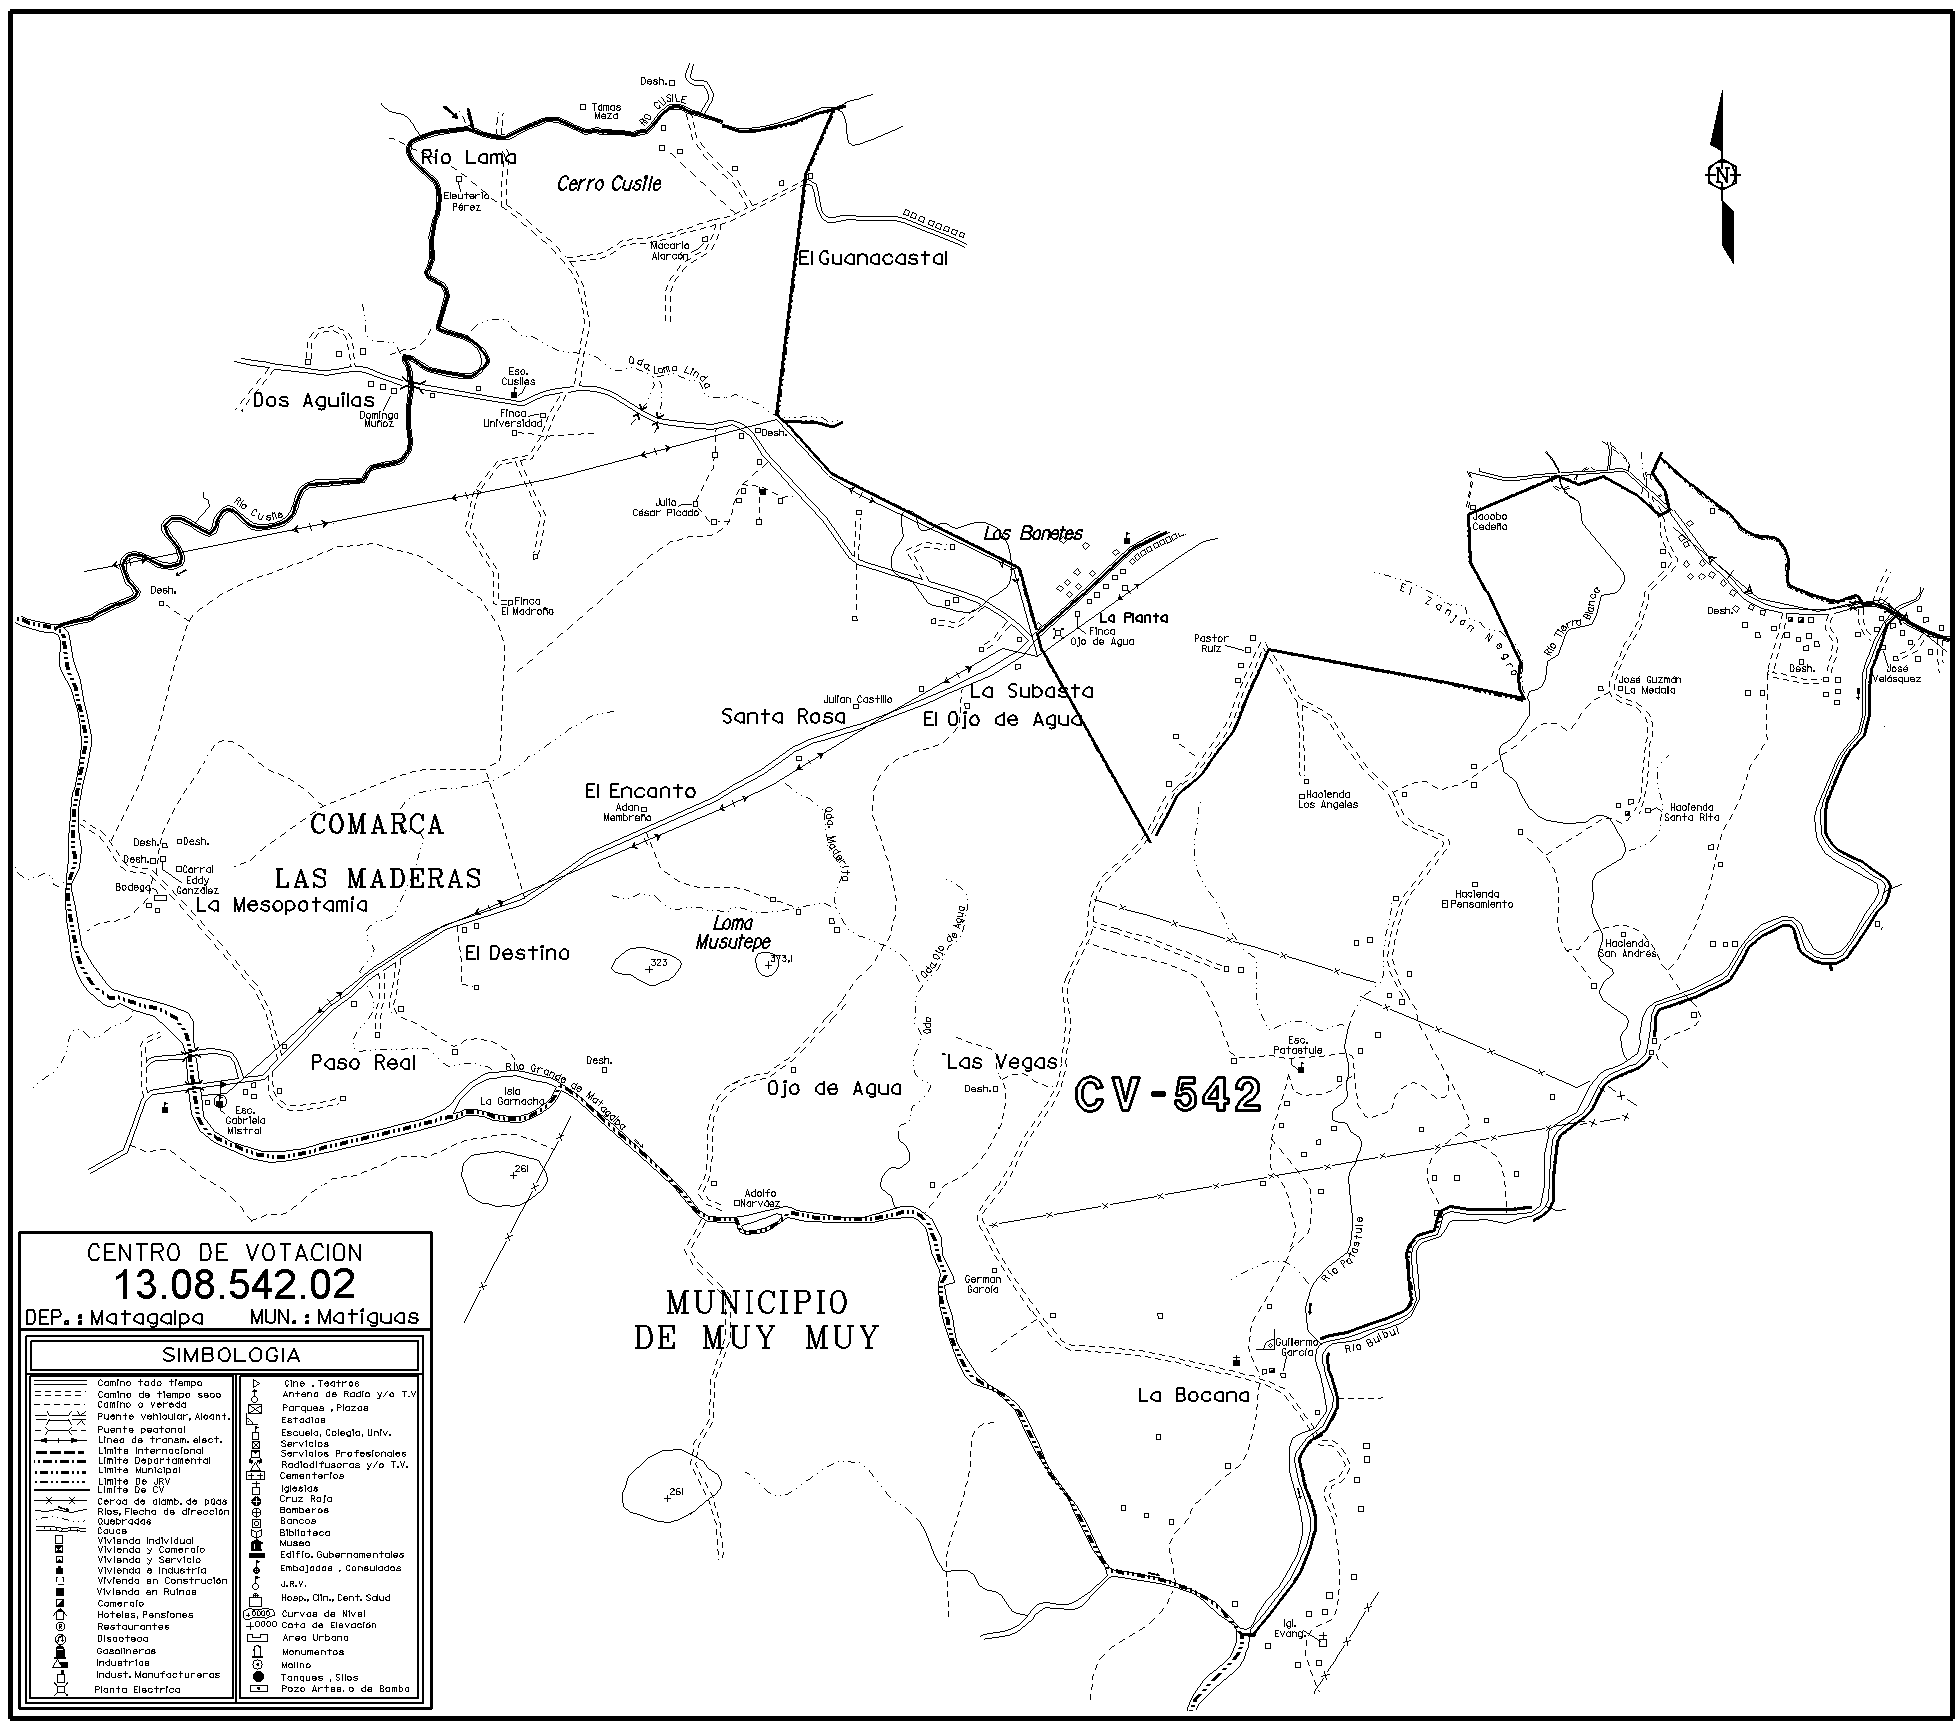 Desh.
Tamas
Meza
RIO CUSILE
Rio Lama
Cerro Cusile
Eleuterio
Pérez
Macario
Alarcón
El Guanacastal
N
Esc.
Cusiles
Qda. Loma Linda
Dos Aguilas
Domingo
Muñoz
Finca
Universidad
Desh.
Julio
César Picado
Río Cusile
Los Bonetes
Jacobo
Cedeño
Desh.
Finca
El Madroño
La Planta
Finca
Ojo de Agua
El Zanjon Negro
Río Tierra Blanca
Desh.
Pastor
Ruiz
José Guzmán
La Medalla
Desh.
José
Velásquez
Julian Castillo
La Subasta
Santa Rosa
El Ojo de Agua
El Encanto
Adan
Membreño
Qda. Maderita
Hacienda
Los Angeles
Hacienda
Santa Rita
COMARCA
LAS MADERAS
Desh.
Desh.
Desh.
Corral
Eddy
González
Bodega
La Mesopotamia
Hacienda
El Pensamiento
Loma
Musutepe
Qda. Ojo de Agua
El Destino
323
373,1
Hacienda
San Andrés
Qda
Paso Real
Río Grande de Matagalpa
Desh.
Las Vegas
Esc.
Patastule
Isla
La Garnacha
Ojo de Agua
Desh.
CV-542
Esc.
Gabriela
Mistral
261
Adolfo
Narváez
Río Patastule
German
García
MUNICIPIO
DE MUY MUY
Guillermo
García
Río Bulbul
La Bocana
261
Igl.
Evang.
CENTRO DE VOTACION
13.08.542.02
DEP.: Matagalpa MUN.: Matiguas
SIMBOLOGIA
Camino todo tiempo
Camino de tiempo seco
Camino o vereda
Puente vehicular, Alcant.
Puente peatonal
Linea de transm. elect.
Limite Internacional
Limite Departamental
Limite Municipal
Limite De JRV
Limite De CV
Cerca de alamb. de púas
Rios, Flecha de dirección
Quebradas
Cauce
Vivienda Individual
Vivienda y Comercio
Vivienda y Servicio
Vivienda e Industria
Vivienda en Construción
Vivienda en Ruinas
Comercio
Hoteles, Pensiones
Restaurantes
Discoteca
Gasolineras
Industrias
Indust. Manufactureras
Planta Electrica
Cine , Teatros
Antena de Radio y/o T.V
Parques , Plazas
Estadios
Escuela, Colegio, Univ.
Servicios
Servicios Profesionales
Radiodifusoras y/o T.V.
Cementerios
Iglesias
Cruz Roja
Bomberos
Bancos
Biblioteca
Museo
Edific. Gubernamentales
Embajadas , Consulados
J.R.V.
Hosp., Clin., Cent. Salud
Curvas de Nivel
Cota de Elevación
Area Urbana
Monumentos
Molino
Tanques , Silos
Pozo Artes. o de Bomba